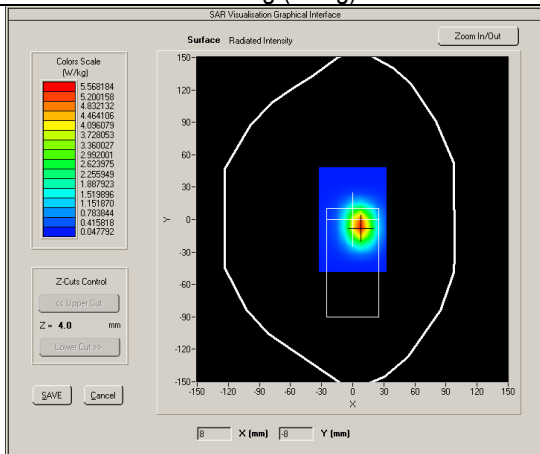 SAR Visualisation Graphical Interface
Surface Radiated Intensity
Zoom In/Out
Colors Scale
(W/kg)
5.568184
5.200158
4.832132
4.464106
4.096079
3.728053
3.360027
2.992001
2.623975
2.255949
1.887923
1.519896
1.151870
0.783844
0.415818
0.047792
150
120
90
60
30
0
-30
-60
-90
-120
-150
Y
-150 -120 -90 -60 -30 0 30 60 90 120 150
X
Z-Cuts Control
<< Upper Cut
Z = 4.0 mm
Lower Cut >>
SAVE Cancel
8 X (mm) -8 Y (mm)